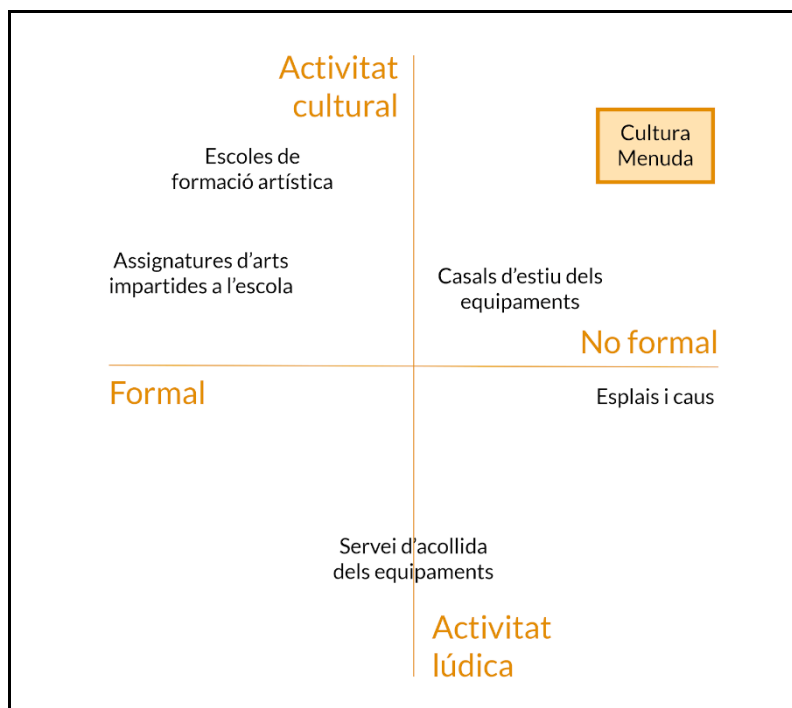 Activitat
cultural
Cultura
Menuda
Escoles de
formació artística
Assignatures d’arts
impartides a l’escola
Casals d’estiu dels
equipaments
No formal
Formal
Esplais i caus
Servei d’acollida
dels equipaments
Activitat
lúdica